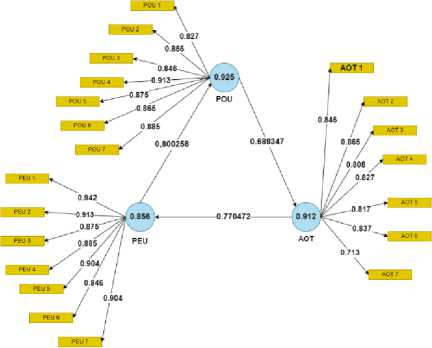 POU 1
POU 2
POU 3
POU 4
POU 5
POU 6
POU 7
0.827
0.866
0.846
0.913
0.875
0.865
0.885
0.925
POU
0.800258
0.689347
0.770472
AOT 1
AOT 2
AOT 3
AOT 4
AOT 5
AOT 6
AOT 7
0.846
0.865
0.806
0.827
0.817
0.837
0.713
0.912
AOT
PEU 1
PEU 2
PEU 3
PEU 4
PEU 5
PEU 6
PEU 7
0.942
0.913
0.875
0.885
0.904
0.846
0.904
0.856
PEU